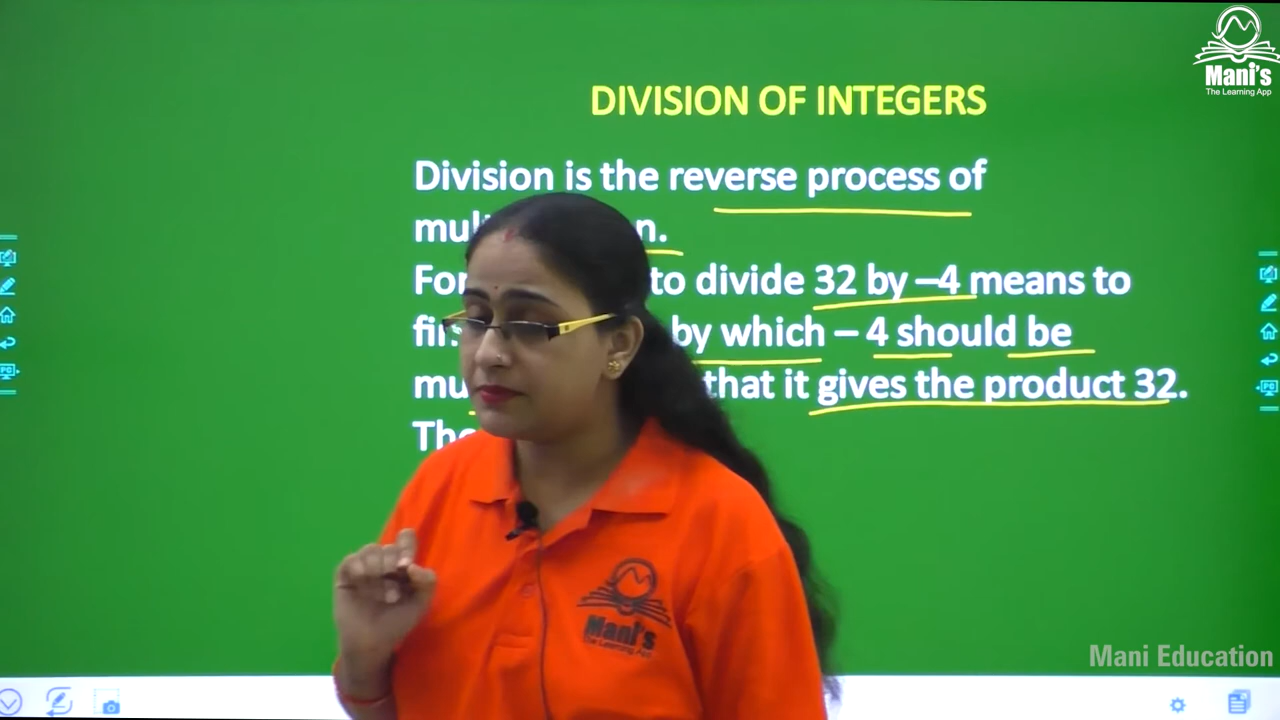 Mani's
The Learning App
DIVISION OF INTEGERS
Division is the reverse process of
n.
For to divide 32 by –4 means to
by which – 4 should be
that it gives the product 32.
Mani's
The Learning App
Mani Education